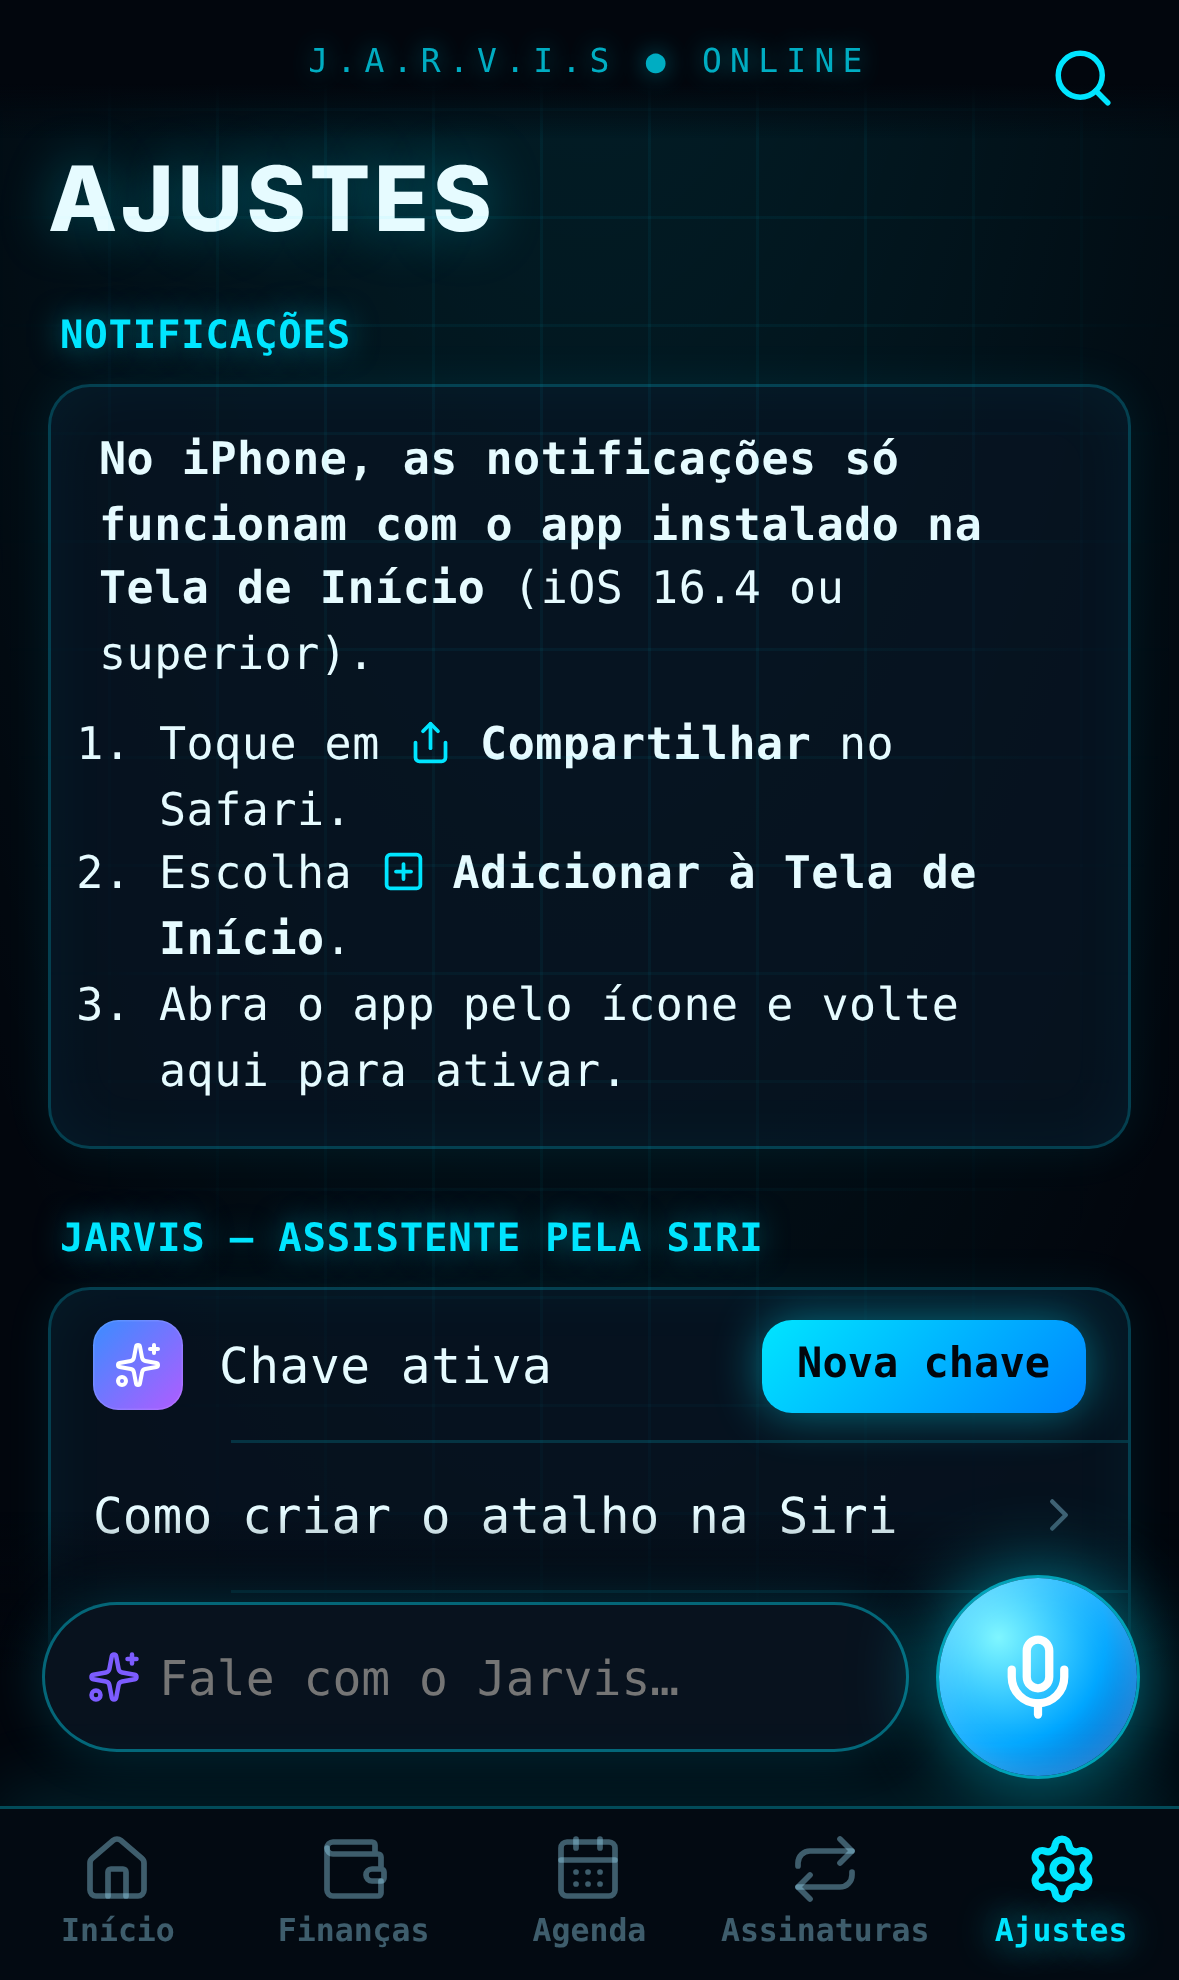 J.A.R.V.I.S ● ONLINE
AJUSTES
NOTIFICAÇÕES
No iPhone, as notificações só
funcionam com o app instalado na
Tela de Início (iOS 16.4 ou
superior).
1. Toque em Compartilhar no
Safari.
2. Escolha Adicionar à Tela de
Início.
3. Abra o app pelo ícone e volte
aqui para ativar.
JARVIS — ASSISTENTE PELA SIRI
Chave ativa
Nova chave
Como criar o atalho na Siri
Fale com o Jarvis…
Início
Finanças
Agenda
Assinaturas
Ajustes